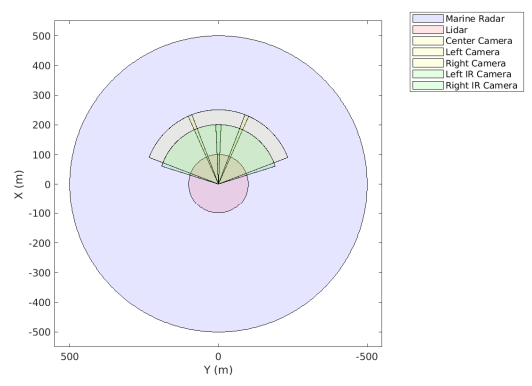 Marine Radar
Lidar
Center Camera
Left Camera
Right Camera
Left IR Camera
Right IR Camera
500
400
300
200
100
0
-100
-200
-300
-400
-500
X (m)
500
0
-500
Y (m)